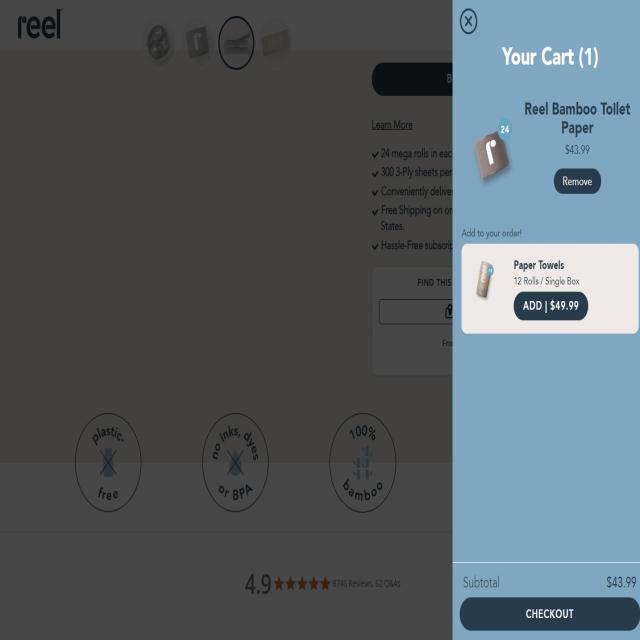 reel
Learn More
24 mega rolls in eac
300 3-Ply sheets per
Conveniently delive
Free Shipping on or
States.
Hassle-Free subscrip
FIND THIS
Fro
plastic-
free
no inks, dyes
or BPA
100%
bamboo
4.9
8746 Reviews, 62 Q&As
Your Cart (1)
24
r
Reel Bamboo Toilet
Paper
$43.99
Remove
Add to your order!
Paper Towels
12 Rolls / Single Box
ADD | $49.99
Subtotal
$43.99
CHECKOUT